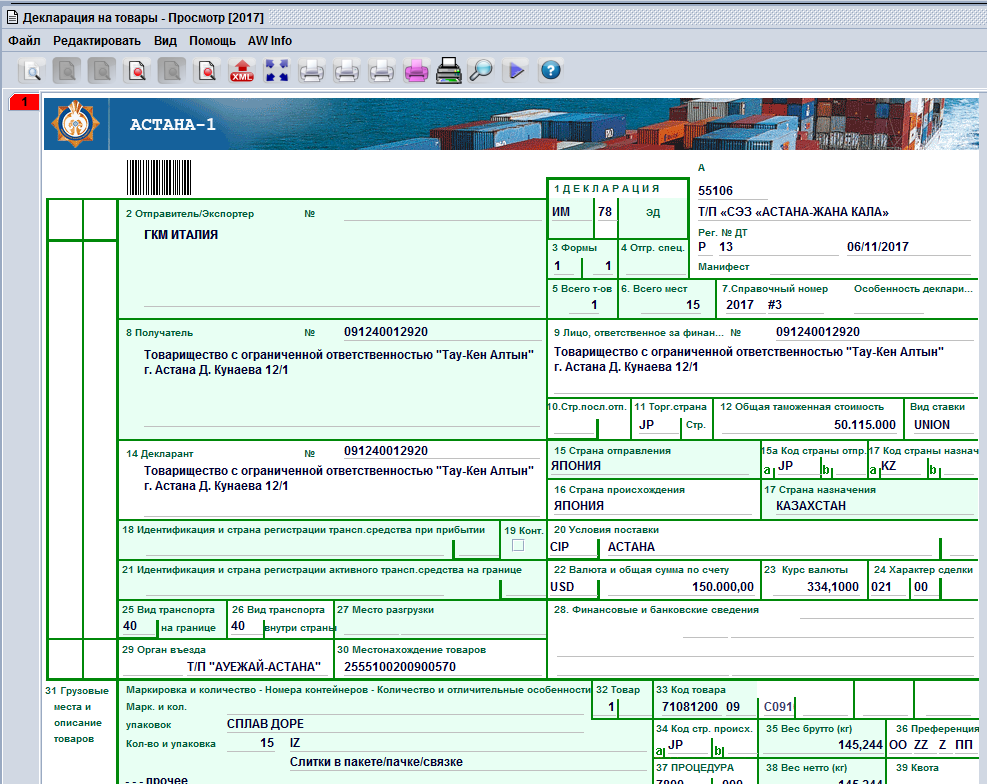 Декларация на товары - Просмотр [2017]
Файл Редактировать Вид Помощь AW Info
XML
1
АСТАНА-1
A
1 Д Е К Л А Р А Ц И Я
55106
ИМ 78 ЭД
Т/П «СЭЗ «АСТАНА-ЖАНА КАЛА»
2 Отправитель/Экспортер №
ГКМ ИТАЛИЯ
Рег. № ДТ
3 Формы 4 Отгр. спец.
Р 13 06/11/2017
1 1
Манифест
5 Всего т-ов 6. Всего мест 7.Справочный номер Особенность деклари...
1 15 2017 #3
8 Получатель № 091240012920
9 Лицо, ответственное за финан... № 091240012920
Товарищество с ограниченной ответственностью "Тау-Кен Алтын"
г. Астана Д. Кунаева 12/1
Товарищество с ограниченной ответственностью "Тау-Кен Алтын"
г. Астана Д. Кунаева 12/1
10.Стр.посл.отп. 11 Торг.страна 12 Общая таможенная стоимость Вид ставки
JP Стр. 50.115.000 UNION
14 Декларант № 091240012920
Товарищество с ограниченной ответственностью "Тау-Кен Алтын"
г. Астана Д. Кунаева 12/1
15 Страна отправления 15a Код страны отпр. 17 Код страны назнач
ЯПОНИЯ a JP b a KZ b
16 Страна происхождения 17 Страна назначения
ЯПОНИЯ КАЗАХСТАН
18 Идентификация и страна регистрации трансп.средства при прибытии 19 Конт. 20 Условия поставки
CIP АСТАНА
21 Идентификация и страна регистрации активного трансп.средства на границе
22 Валюта и общая сумма по счету 23 Курс валюты 24 Характер сделки
USD 150.000,00 334,1000 021 00
25 Вид транспорта 26 Вид транспорта 27 Место разгрузки 28. Финансовые и банковские сведения
40 на границе 40 внутри страны
29 Орган въезда 30 Местонахождение товаров
Т/П "АУЕЖАЙ-АСТАНА" 2555100200900570
31 Грузовые
места и
описание
товаров
Маркировка и количество - Номера контейнеров - Количество и отличительные особенности
Марк. и кол.
упаковок СПЛАВ ДОРЕ
Кол-во и упаковка 15 IZ
Слитки в пакете/пачке/связке
- - - прочее
32 Товар 33 Код товара
1 71081200 09
34 Код стр. происх. 35 Вес брутто (кг) 36 Преференция
a JP b 145,244 ОО ZZ Z ПП
37 ПРОЦЕДУРА 38 Вес нетто (кг) 39 Квота